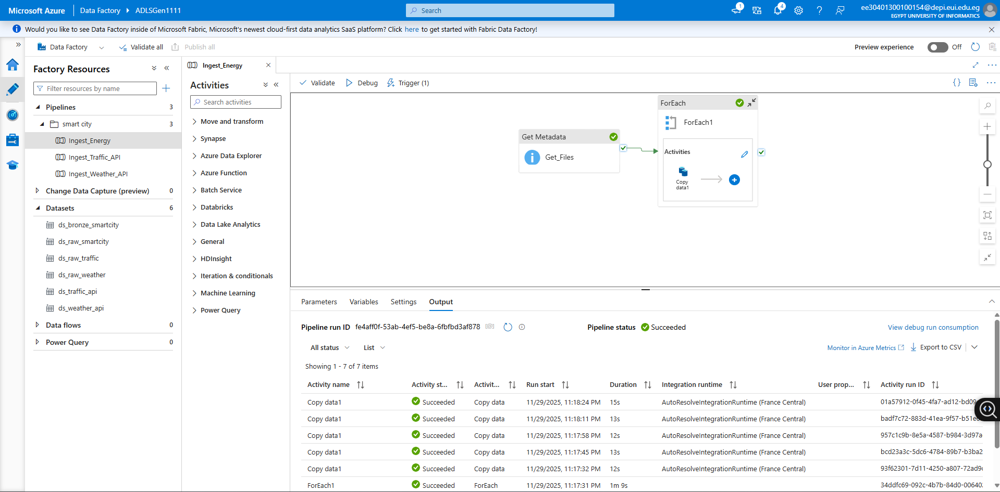 Microsoft Azure
Data Factory
ADLSGen1111
Search
1
4
ee30401300100154@depi.eui.edu.eg
EGYPT UNIVERSITY OF INFORMATICS
Would you like to see Data Factory inside of Microsoft Fabric, Microsoft's newest cloud-first data analytics SaaS platform? Click here to get started with Fabric Data Factory!
Data Factory
Validate all
Publish all
Preview experience
Off
Factory Resources
Filter resources by name
Pipelines 3
smart city 3
Ingest_Energy
Ingest_Traffic_API
Ingest_Weather_API
Change Data Capture (preview) 0
Datasets 6
ds_bronze_smartcity
ds_raw_smartcity
ds_raw_traffic
ds_raw_weather
ds_traffic_api
ds_weather_api
Data flows 0
Power Query 0
Ingest_Energy
Activities
Search activities
Move and transform
Synapse
Azure Data Explorer
Azure Function
Batch Service
Databricks
Data Lake Analytics
General
HDInsight
Iteration & conditionals
Machine Learning
Power Query
Validate
Debug
Trigger (1)
Get Metadata
Get_Files
ForEach
ForEach1
Activities
Copy
data1
Parameters
Variables
Settings
Output
Pipeline run ID fe4aff0f-53ab-4ef5-be8a-6fbfbd3af878
Pipeline status Succeeded
View debug run consumption
All status
List
Monitor in Azure Metrics
Export to CSV
Showing 1 - 7 of 7 items
Activity name Activity st... Activit... Run start Duration Integration runtime User prop... Activity run ID
Copy data1 Succeeded Copy data 11/29/2025, 11:18:24 PM 15s AutoResolveIntegrationRuntime (France Central) 01a57912-0f45-4fa7-ad12-bd09
Copy data1 Succeeded Copy data 11/29/2025, 11:18:11 PM 13s AutoResolveIntegrationRuntime (France Central) badf7c72-883d-41ea-9f57-b51e
Copy data1 Succeeded Copy data 11/29/2025, 11:17:58 PM 12s AutoResolveIntegrationRuntime (France Central) 957c1c9b-8e5a-4587-b984-3d97a
Copy data1 Succeeded Copy data 11/29/2025, 11:17:45 PM 13s AutoResolveIntegrationRuntime (France Central) bcd23a3c-5dc6-4784-89b7-b3ba2
Copy data1 Succeeded Copy data 11/29/2025, 11:17:32 PM 12s AutoResolveIntegrationRuntime (France Central) 93f62301-7d11-4250-a807-72ad9
ForEach1 Succeeded ForEach 11/29/2025, 11:17:31 PM 1m 9s 34ddfc69-092c-4b7b-84d0-00640